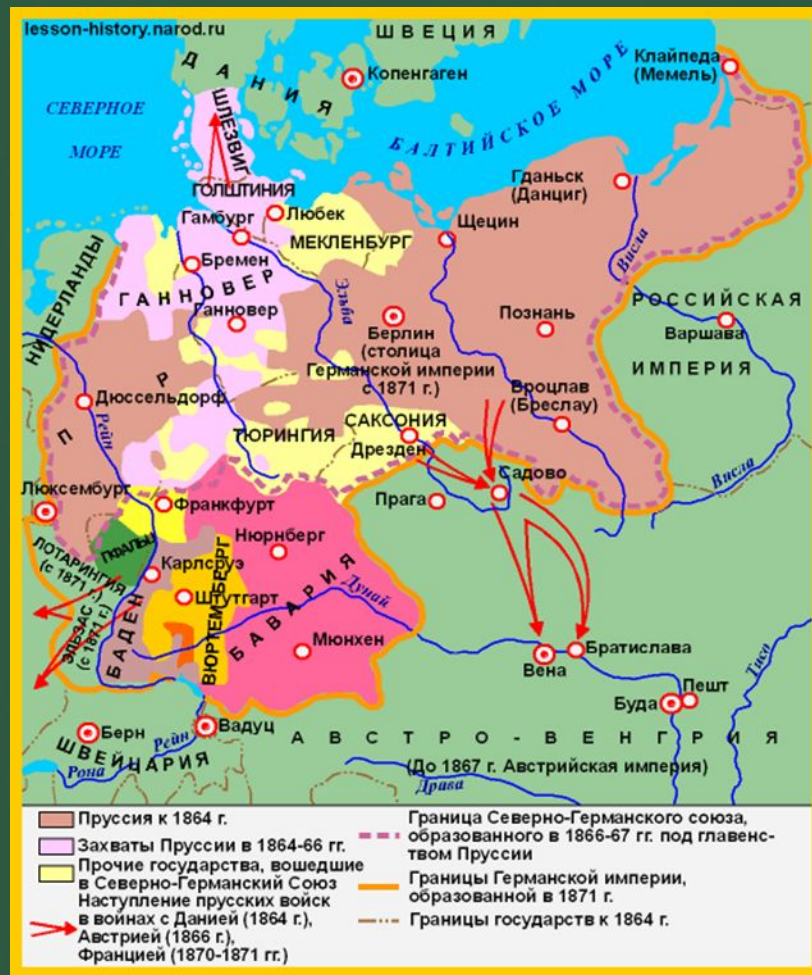 lesson-history.narod.ru
ШВЕЦИЯ
ДАНИЯ
Копенгаген
Клайпеда
(Мемель)
СЕВЕРНОЕ
МОРЕ
БАЛТИЙСКОЕ МОРЕ
ШЛЕЗВИГ
ГОЛШТИНИЯ
Гданьск
(Данциг)
Любек
Гамбург
Щецин
МЕКЛЕНБУРГ
Бремен
Висла
НИДЕРЛАНДЫ
ГАННОВЕР
Ганновер
Эльба
Берлин
(столица
Германской империи
с 1871 г.)
Познань
РОССИЙСКАЯ
ИМПЕРИЯ
Варшава
П Р
Дюссельдорф
Рейн
Вроцлав
(Бреслау)
ТЮРИНГИЯ
САКСОНИЯ
Дрезден
Садово
Висла
Прага
Люксембург
Франкфурт
ПФАЛЬЦ
Нюрнберг
ЛОТАРИНГИЯ
(с 1871 г.)
Карлсруэ
Штутгарт
ЭЛЬЗАС
(с 1871 г.)
БАДЕН
ВЮРТЕМБЕРГ
БАВАРИЯ
Дунай
Мюнхен
Вена
Братислава
Тисо
Пешт
Буда
Берн
Вадуц
Рейн
ШВЕЙЦАРИЯ
Рона
АВСТРО-ВЕНГРИЯ
(До 1867 г. Австрийская империя)
Драва
Пруссия к 1864 г.
Захваты Пруссии в 1864-66 гг.
Прочие государства, вошедшие
в Северно-Германский Союз
Наступление прусских войск
в войнах с Данией (1864 г.),
Австрией (1866 г.),
Францией (1870-1871 гг.)
Граница Северно-Германского союза,
образованного в 1866-67 гг. под главенс-
твом Пруссии
Границы Германской империи,
образованной в 1871 г.
Границы государств к 1864 г.